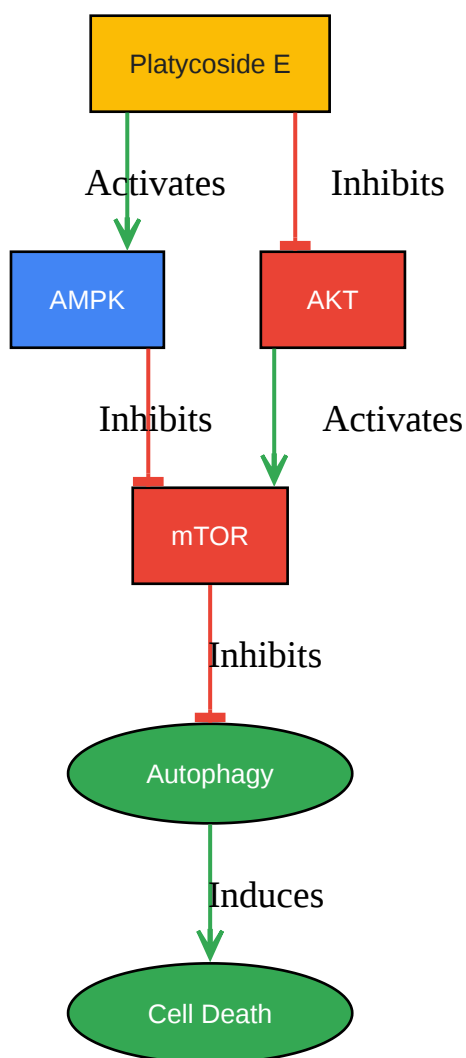 Platycoside E
Activates
Inhibits
AMPK
AKT
Inhibits
Activates
mTOR
Inhibits
Autophagy
Induces
Cell Death